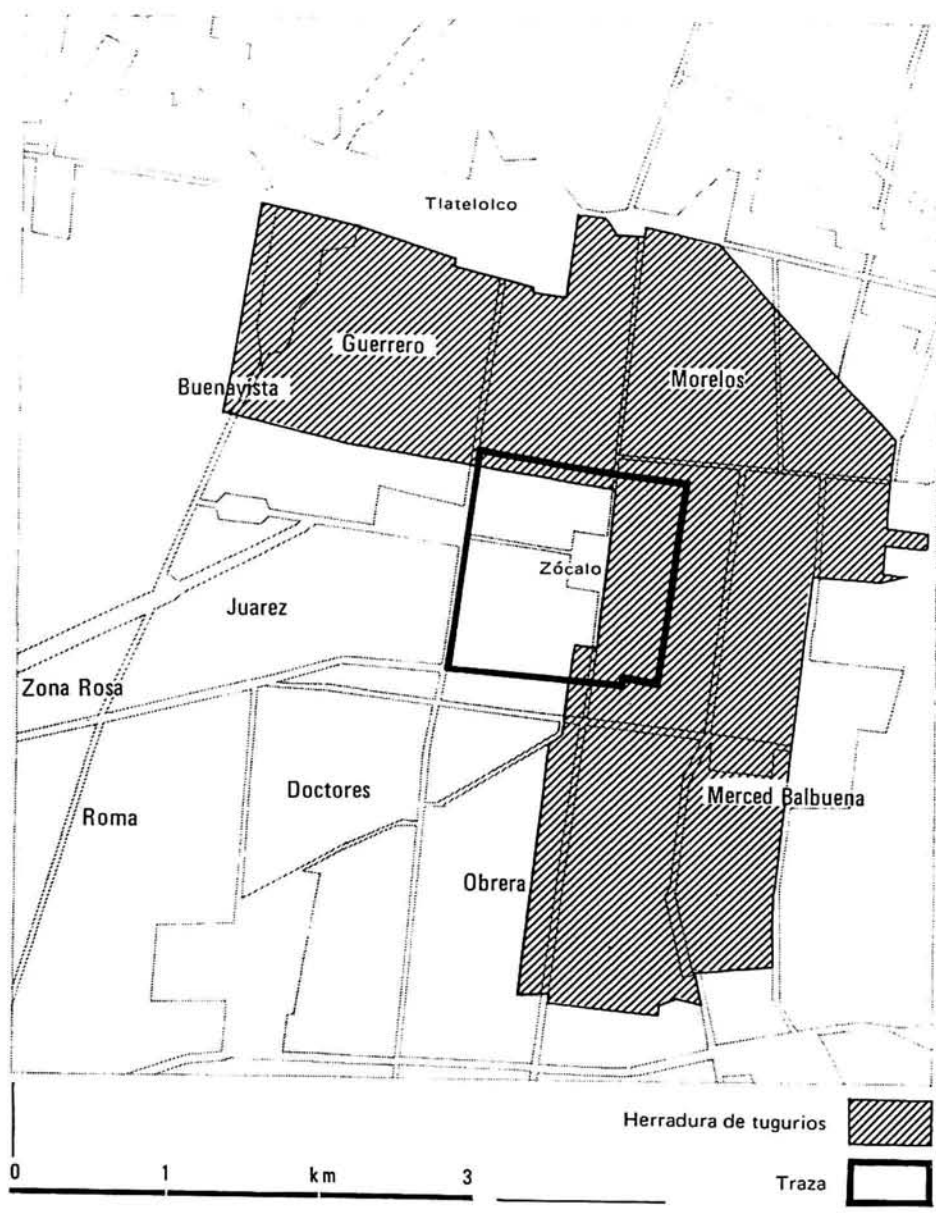 Tlatelolco
Guerrero
Buenavista
Morelos
Zócalo
Juarez
Zona Rosa
Doctores
Merced Balbuena
Roma
Obrera
Herradura de tugurios
0 1 km 3
Traza